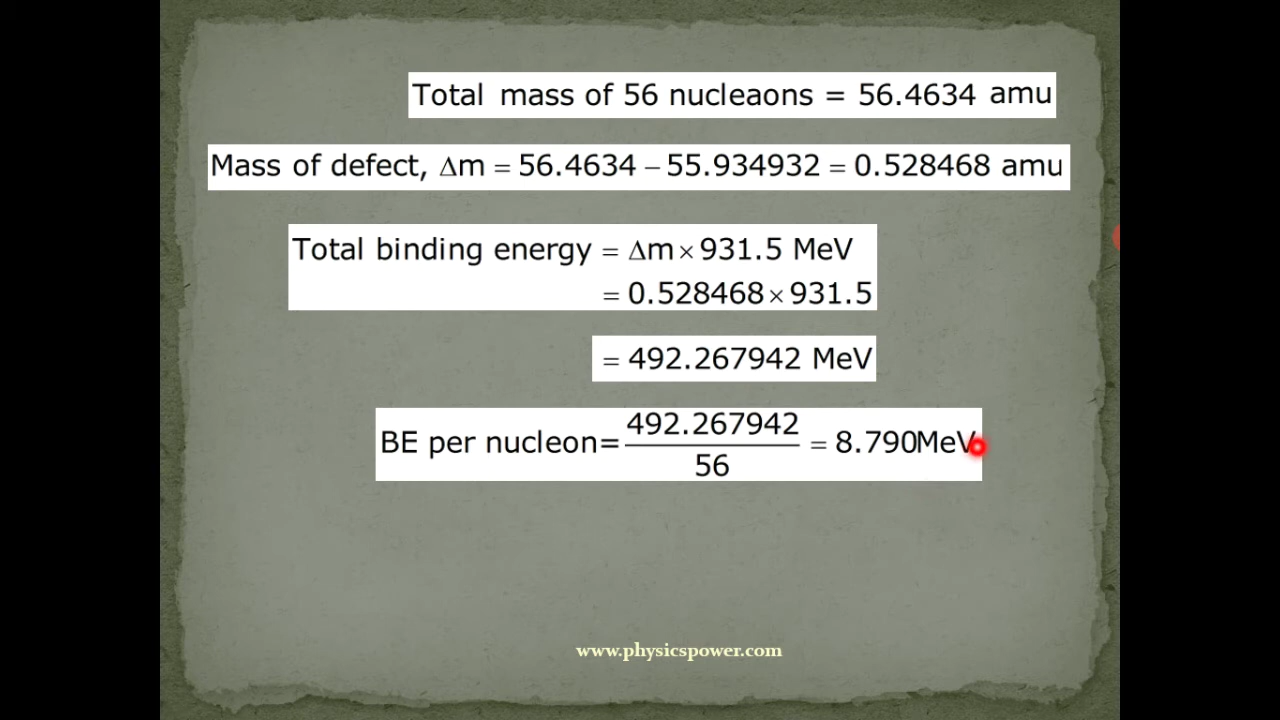 Total mass of 56 nucleaons = 56.4634 amu
Mass of defect, Δm = 56.4634 – 55.934932 = 0.528468 amu
Total binding energy = Δm × 931.5 MeV
= 0.528468 × 931.5
= 492.267942 MeV
492.267942
BE per nucleon= = 8.790MeV
56
www.physicspower.com